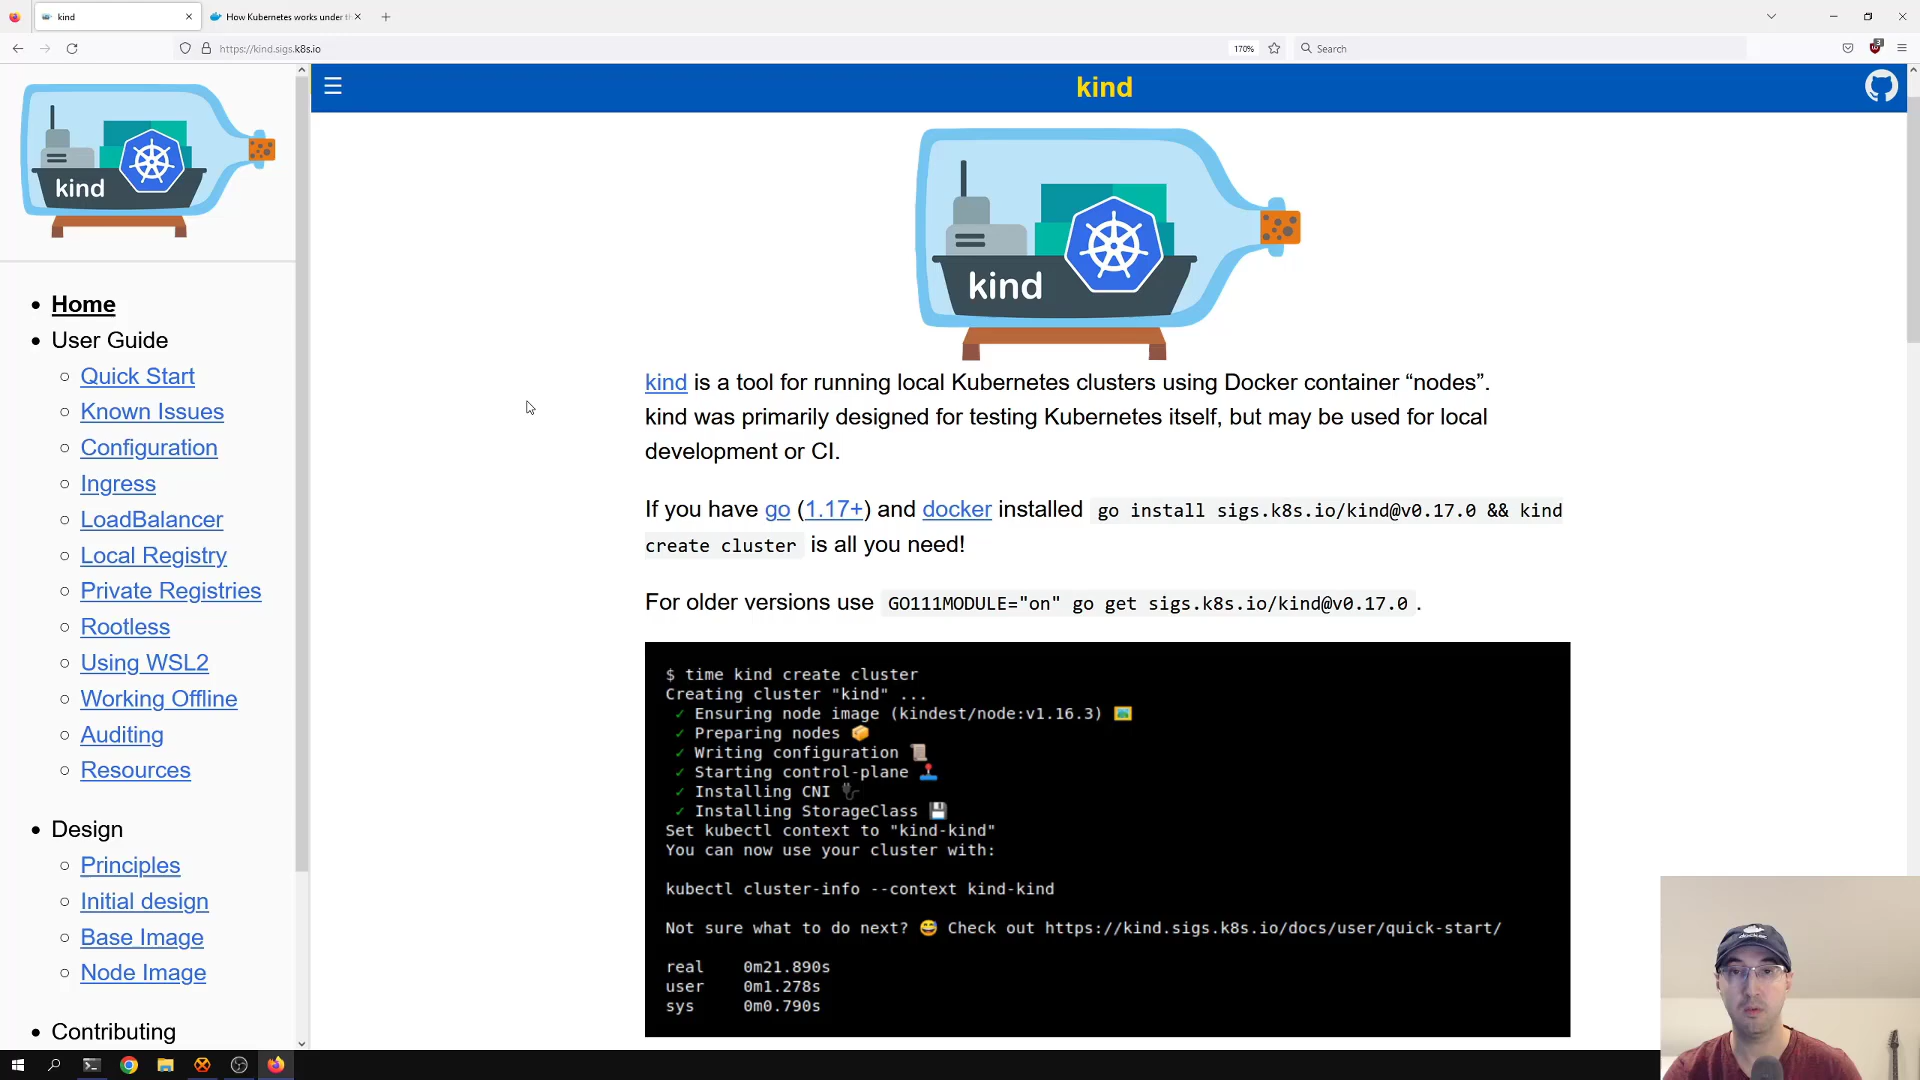 kind
How Kubernetes works under t
https://kind.sigs.k8s.io
170%
Search
kind
Home
User Guide
Quick Start
Known Issues
Configuration
Ingress
LoadBalancer
Local Registry
Private Registries
Rootless
Using WSL2
Working Offline
Auditing
Resources
Design
Principles
Initial design
Base Image
Node Image
Contributing
kind
kind
kind is a tool for running local Kubernetes clusters using Docker container “nodes”.
kind was primarily designed for testing Kubernetes itself, but may be used for local
development or CI.
If you have go (1.17+) and docker installed go install sigs.k8s.io/kind@v0.17.0 && kind
create cluster is all you need!
For older versions use GO111MODULE="on" go get sigs.k8s.io/kind@v0.17.0 .
$ time kind create cluster
Creating cluster "kind" ...
✓ Ensuring node image (kindest/node:v1.16.3)
✓ Preparing nodes
✓ Writing configuration
✓ Starting control-plane
✓ Installing CNI
✓ Installing StorageClass
Set kubectl context to "kind-kind"
You can now use your cluster with:
kubectl cluster-info --context kind-kind
Not sure what to do next? 😅 Check out https://kind.sigs.k8s.io/docs/user/quick-start/
real 0m21.890s
user 0m1.278s
sys 0m0.790s
docker